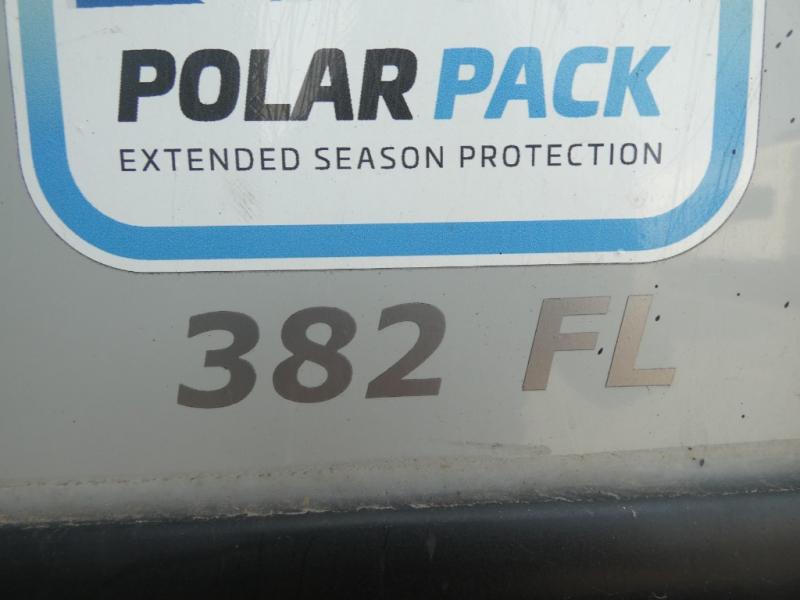 POLAR PACK
EXTENDED SEASON PROTECTION
382 FL